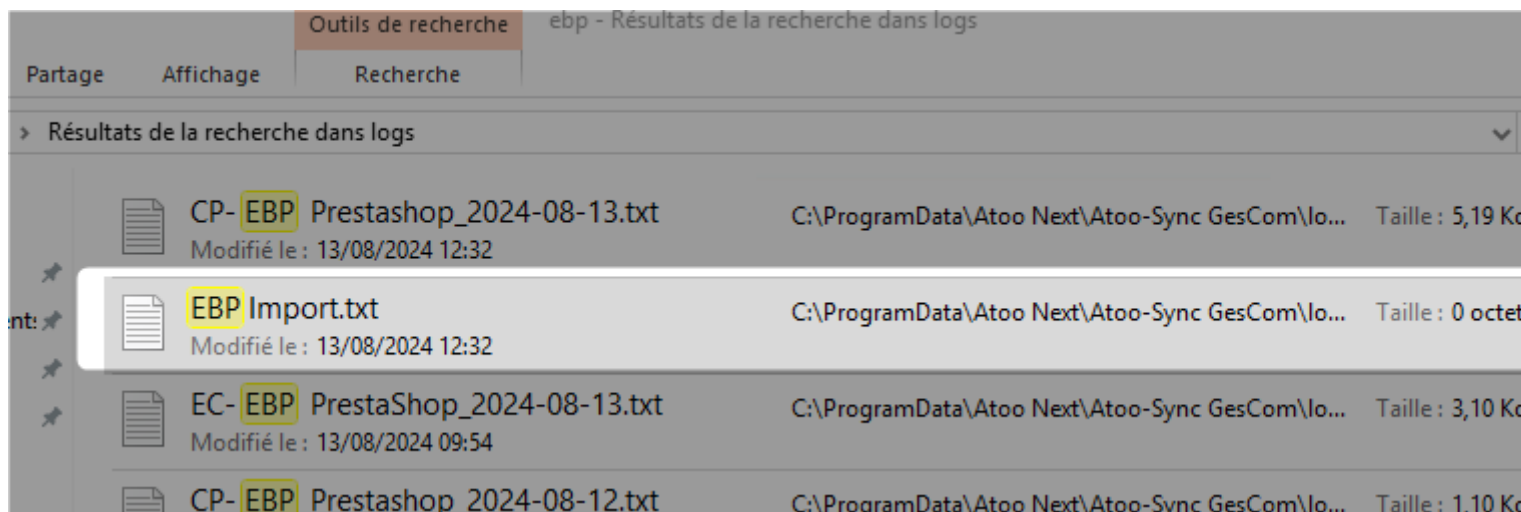 Outils de recherche ebp - Résultats de la recherche dans logs
Partage Affichage Recherche
> Résultats de la recherche dans logs
CP- EBP Prestashop_2024-08-13.txt C:\ProgramData\Atoo Next\Atoo-Sync GesCom\lo... Taille : 5,19 Ko
Modifié le : 13/08/2024 12:32
EBP Import.txt C:\ProgramData\Atoo Next\Atoo-Sync GesCom\lo... Taille : 0 octet
Modifié le : 13/08/2024 12:32
EC- EBP PrestaShop_2024-08-13.txt C:\ProgramData\Atoo Next\Atoo-Sync GesCom\lo... Taille : 3,10 Ko
Modifié le : 13/08/2024 09:54
CP- EBP Prestashop_2024-08-12.txt C:\ProgramData\Atoo Next\Atoo-Sync GesCom\lo... Taille : 1,10 Ko